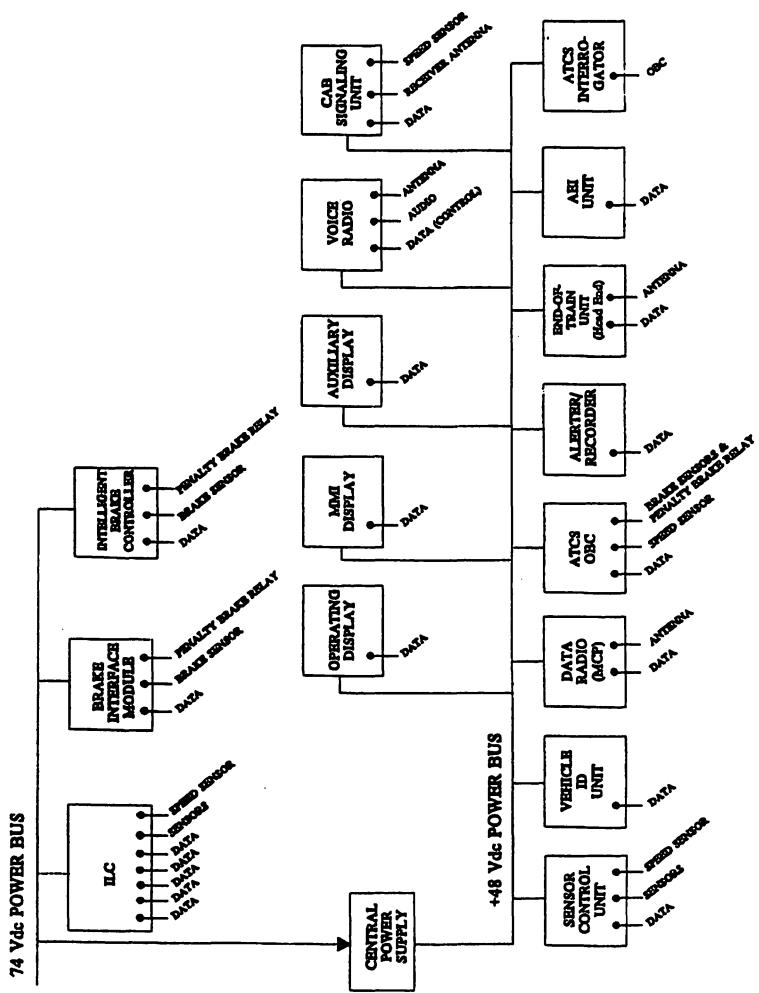 74 Vdc POWER BUS
ILC
DATA
DATA
DATA
DATA
DATA
SENSORS
SPEED SENSOR
BRAKE
INTERFACE
MODULE
DATA
BRAKE SENSOR
PENALTY BRAKE RELAY
INTELLIGENT
BRAKE
CONTROLLER
DATA
BRAKE SENSOR
PENALTY BRAKE RELAY
CENTRAL
POWER
SUPPLY
+48 Vdc POWER BUS
OPERATING
DISPLAY
DATA
MMI
DISPLAY
DATA
AUXILIARY
DISPLAY
DATA
VOICE
RADIO
DATA (CONTROL)
AUDIO
ANTENNA
CAB
SIGNALING
UNIT
DATA
RECEIVER ANTENNA
SPEED SENSOR
SENSOR
CONTROL
UNIT
DATA
SENSORS
SPEED SENSOR
VEHICLE
ID
UNIT
DATA
DATA
RADIO
(MCP)
DATA
ANTENNA
ATCS
OBC
DATA
SPEED SENSOR
BRAKE SENSORS &
PENALTY BRAKE RELAY
ALERTER/
RECORDER
DATA
END-OF-
TRAIN
UNIT
(Head End)
DATA
ANTENNA
AEI
UNIT
DATA
ATCS
INTERRO-
GATOR
OBC